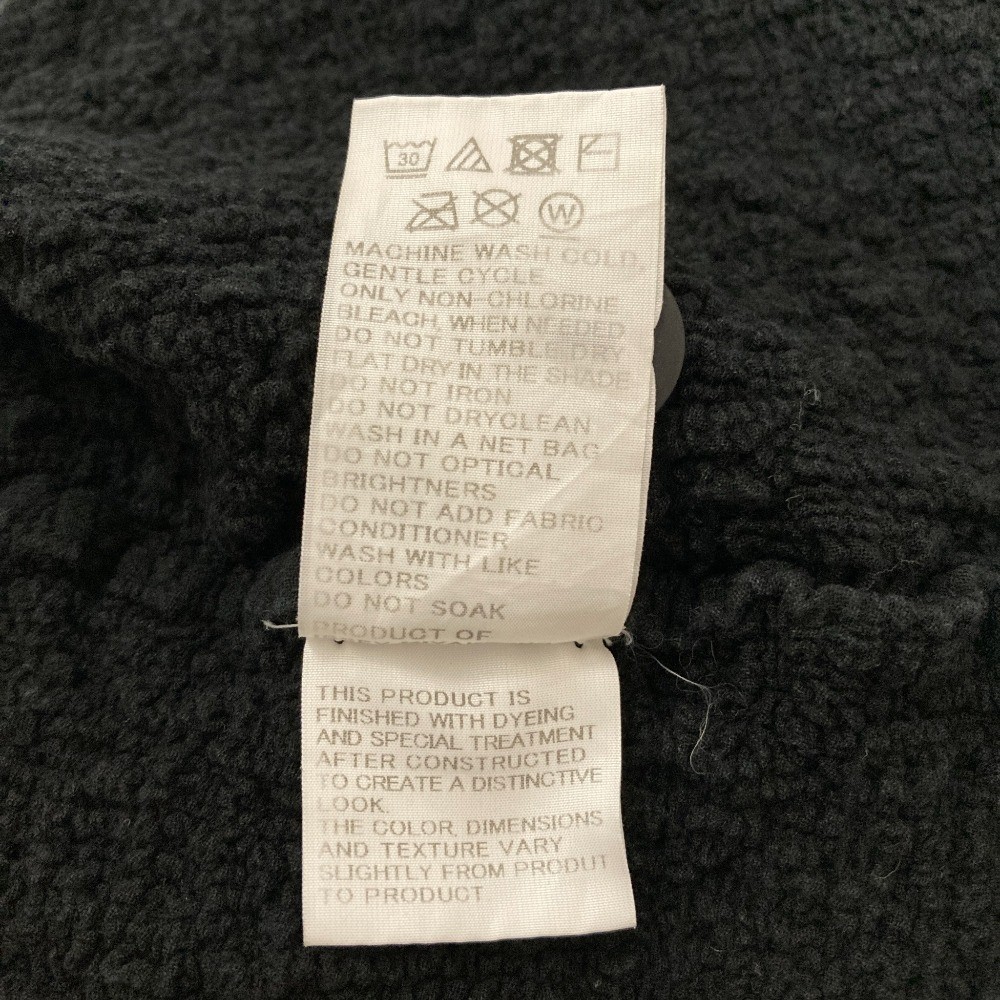 30
W
MACHINE WASH COLD,
GENTLE CYCLE
ONLY NON-CHLORINE
BLEACH, WHEN NEEDED
DO NOT TUMBLE DRY
FLAT DRY IN THE SHADE
DO NOT IRON
DO NOT DRYCLEAN
WASH IN A NET BAG
DO NOT OPTICAL
BRIGHTNERS
DO NOT ADD FABRIC
CONDITIONER
WASH WITH LIKE
COLORS
DO NOT SOAK
PRODUCT OF
THIS PRODUCT IS
FINISHED WITH DYEING
AND SPECIAL TREATMENT
AFTER CONSTRUCTED
TO CREATE A DISTINCTIVE
LOOK.
THE COLOR, DIMENSIONS
AND TEXTURE VARY
SLIGHTLY FROM PRODUT
TO PRODUCT